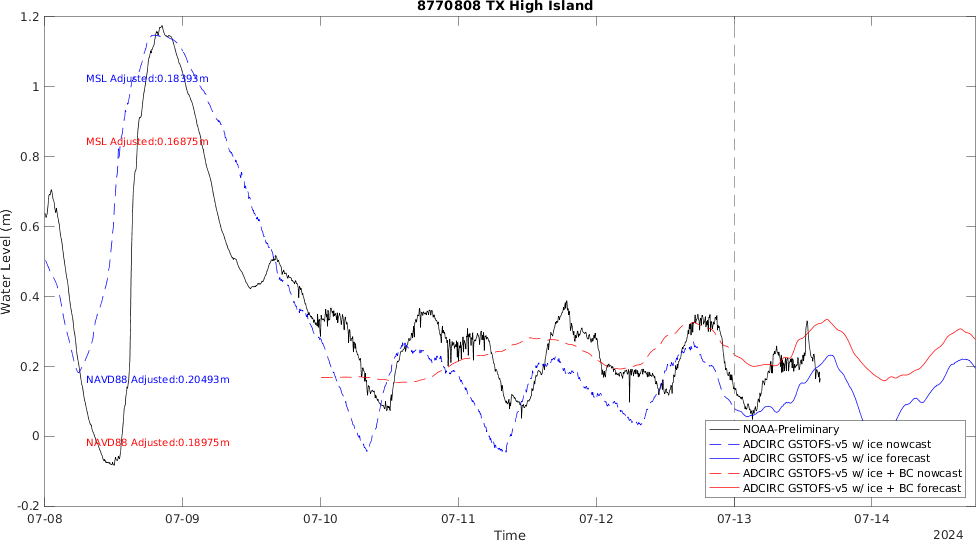 8770808 TX High Island
1.2
1
0.8
0.6
0.4
0.2
0
-0.2
Water Level (m)
MSL Adjusted:0.18393m
MSL Adjusted:0.16875m
NAVD88 Adjusted:0.20493m
NAVD88 Adjusted:0.18975m
NOAA-Preliminary
ADCIRC GSTOFS-v5 w/ ice nowcast
ADCIRC GSTOFS-v5 w/ ice forecast
ADCIRC GSTOFS-v5 w/ ice + BC nowcast
ADCIRC GSTOFS-v5 w/ ice + BC forecast
07-08 07-09 07-10 07-11 07-12 07-13 07-14
Time
2024